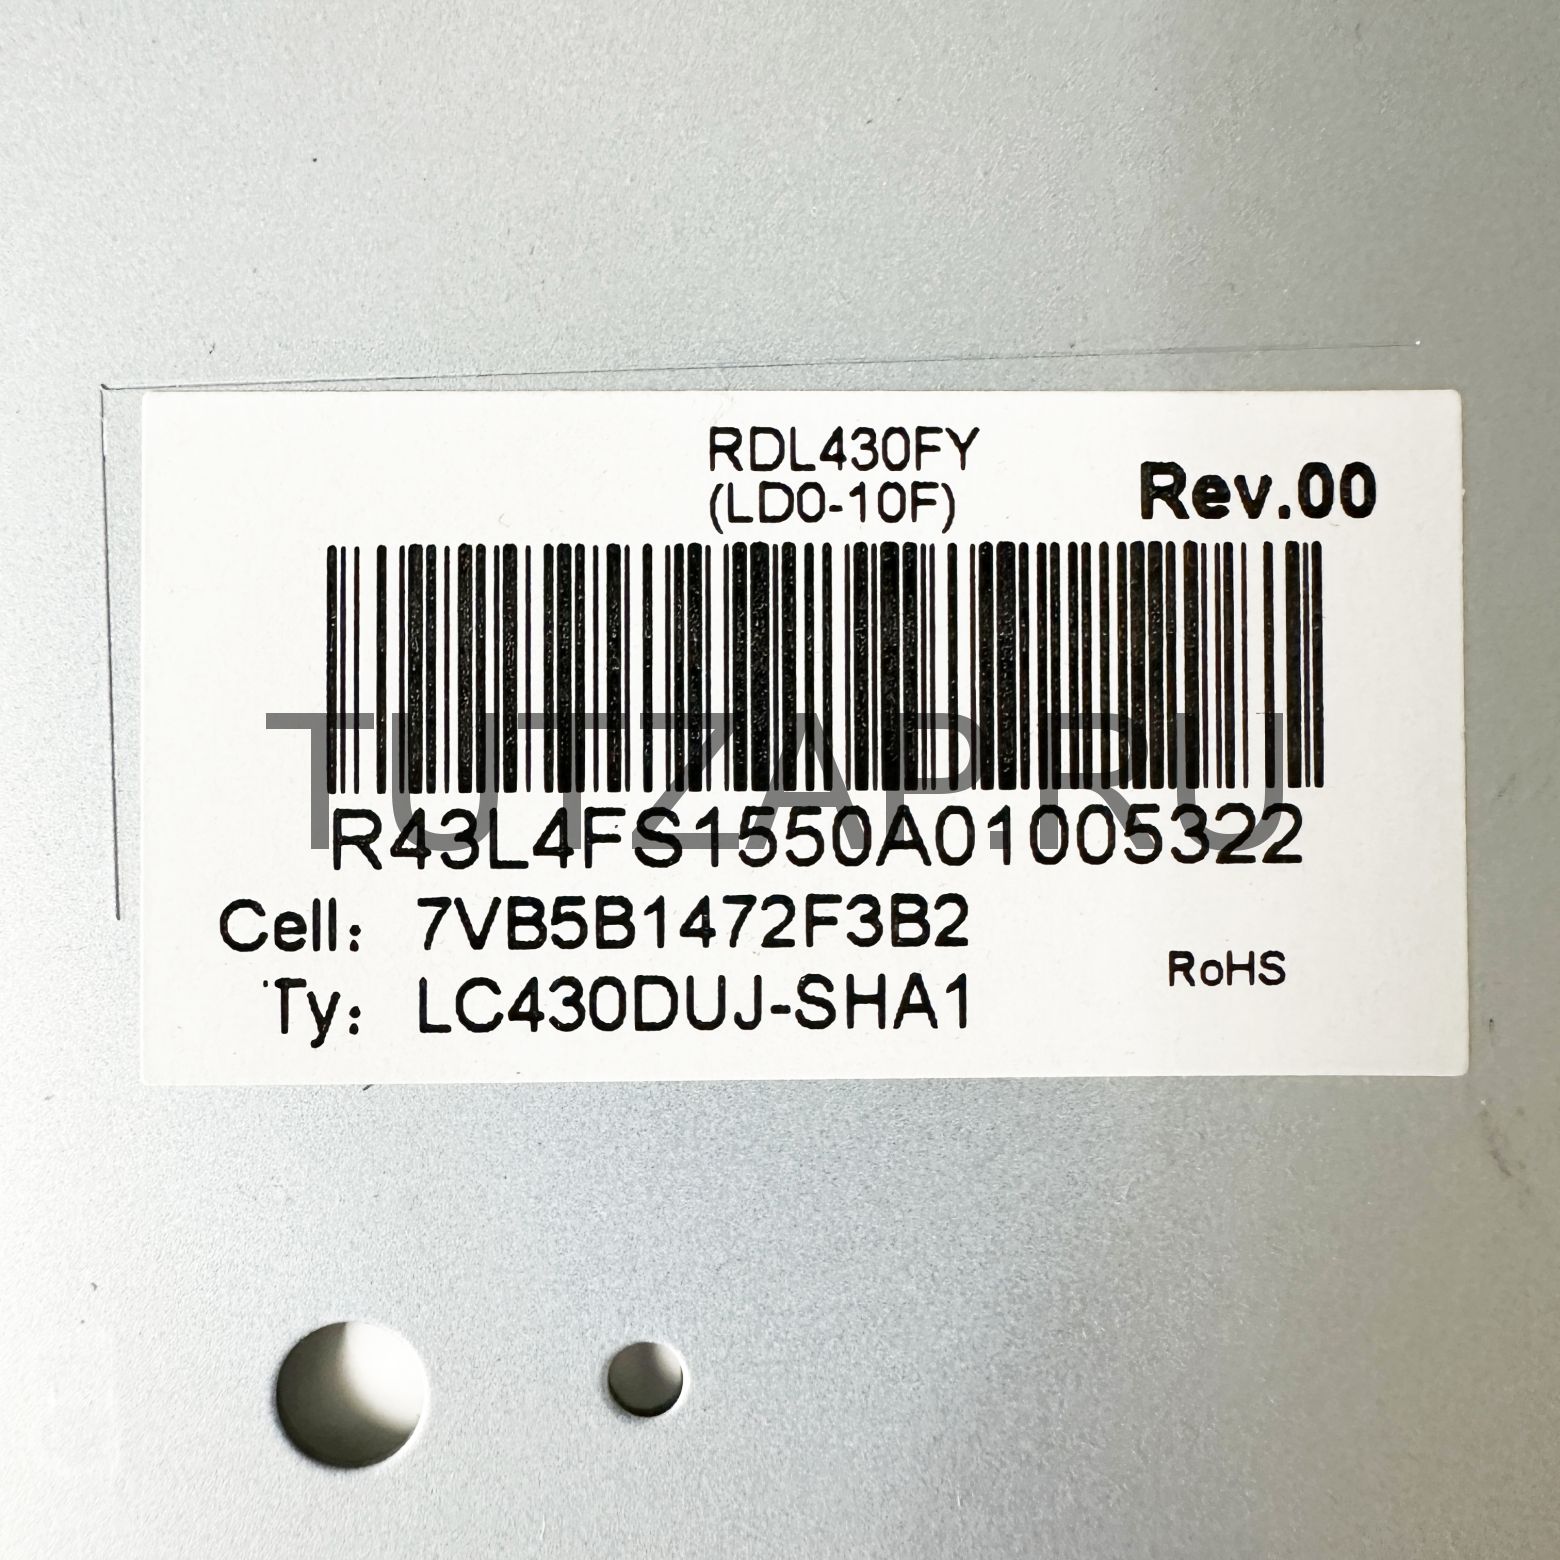 RDL430FY
(LD0-10F)
Rev.00
TUTZAP.RU
R43L4FS1550A01005322
Cell: 7VB5B1472F3B2
Ty: LC430DUJ-SHA1
RoHS